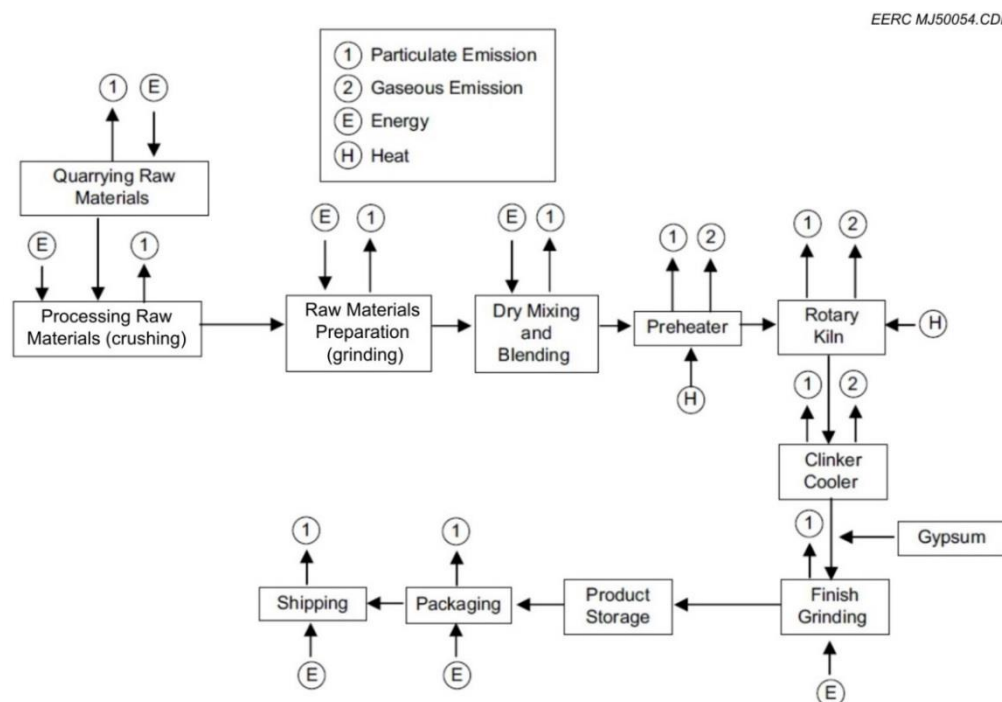 EERC MJ50054.CD
1 Particulate Emission
2 Gaseous Emission
E Energy
H Heat
1 E
Quarrying Raw
Materials
E 1
Processing Raw
Materials (crushing)
E 1
Raw Materials
Preparation
(grinding)
E 1
Dry Mixing
and
Blending
1 2
Preheater
H
1 2
Rotary
Kiln
H
1 2
Clinker
Cooler
1
Gypsum
Finish
Grinding
E
Product
Storage
1
Packaging
E
1
Shipping
E